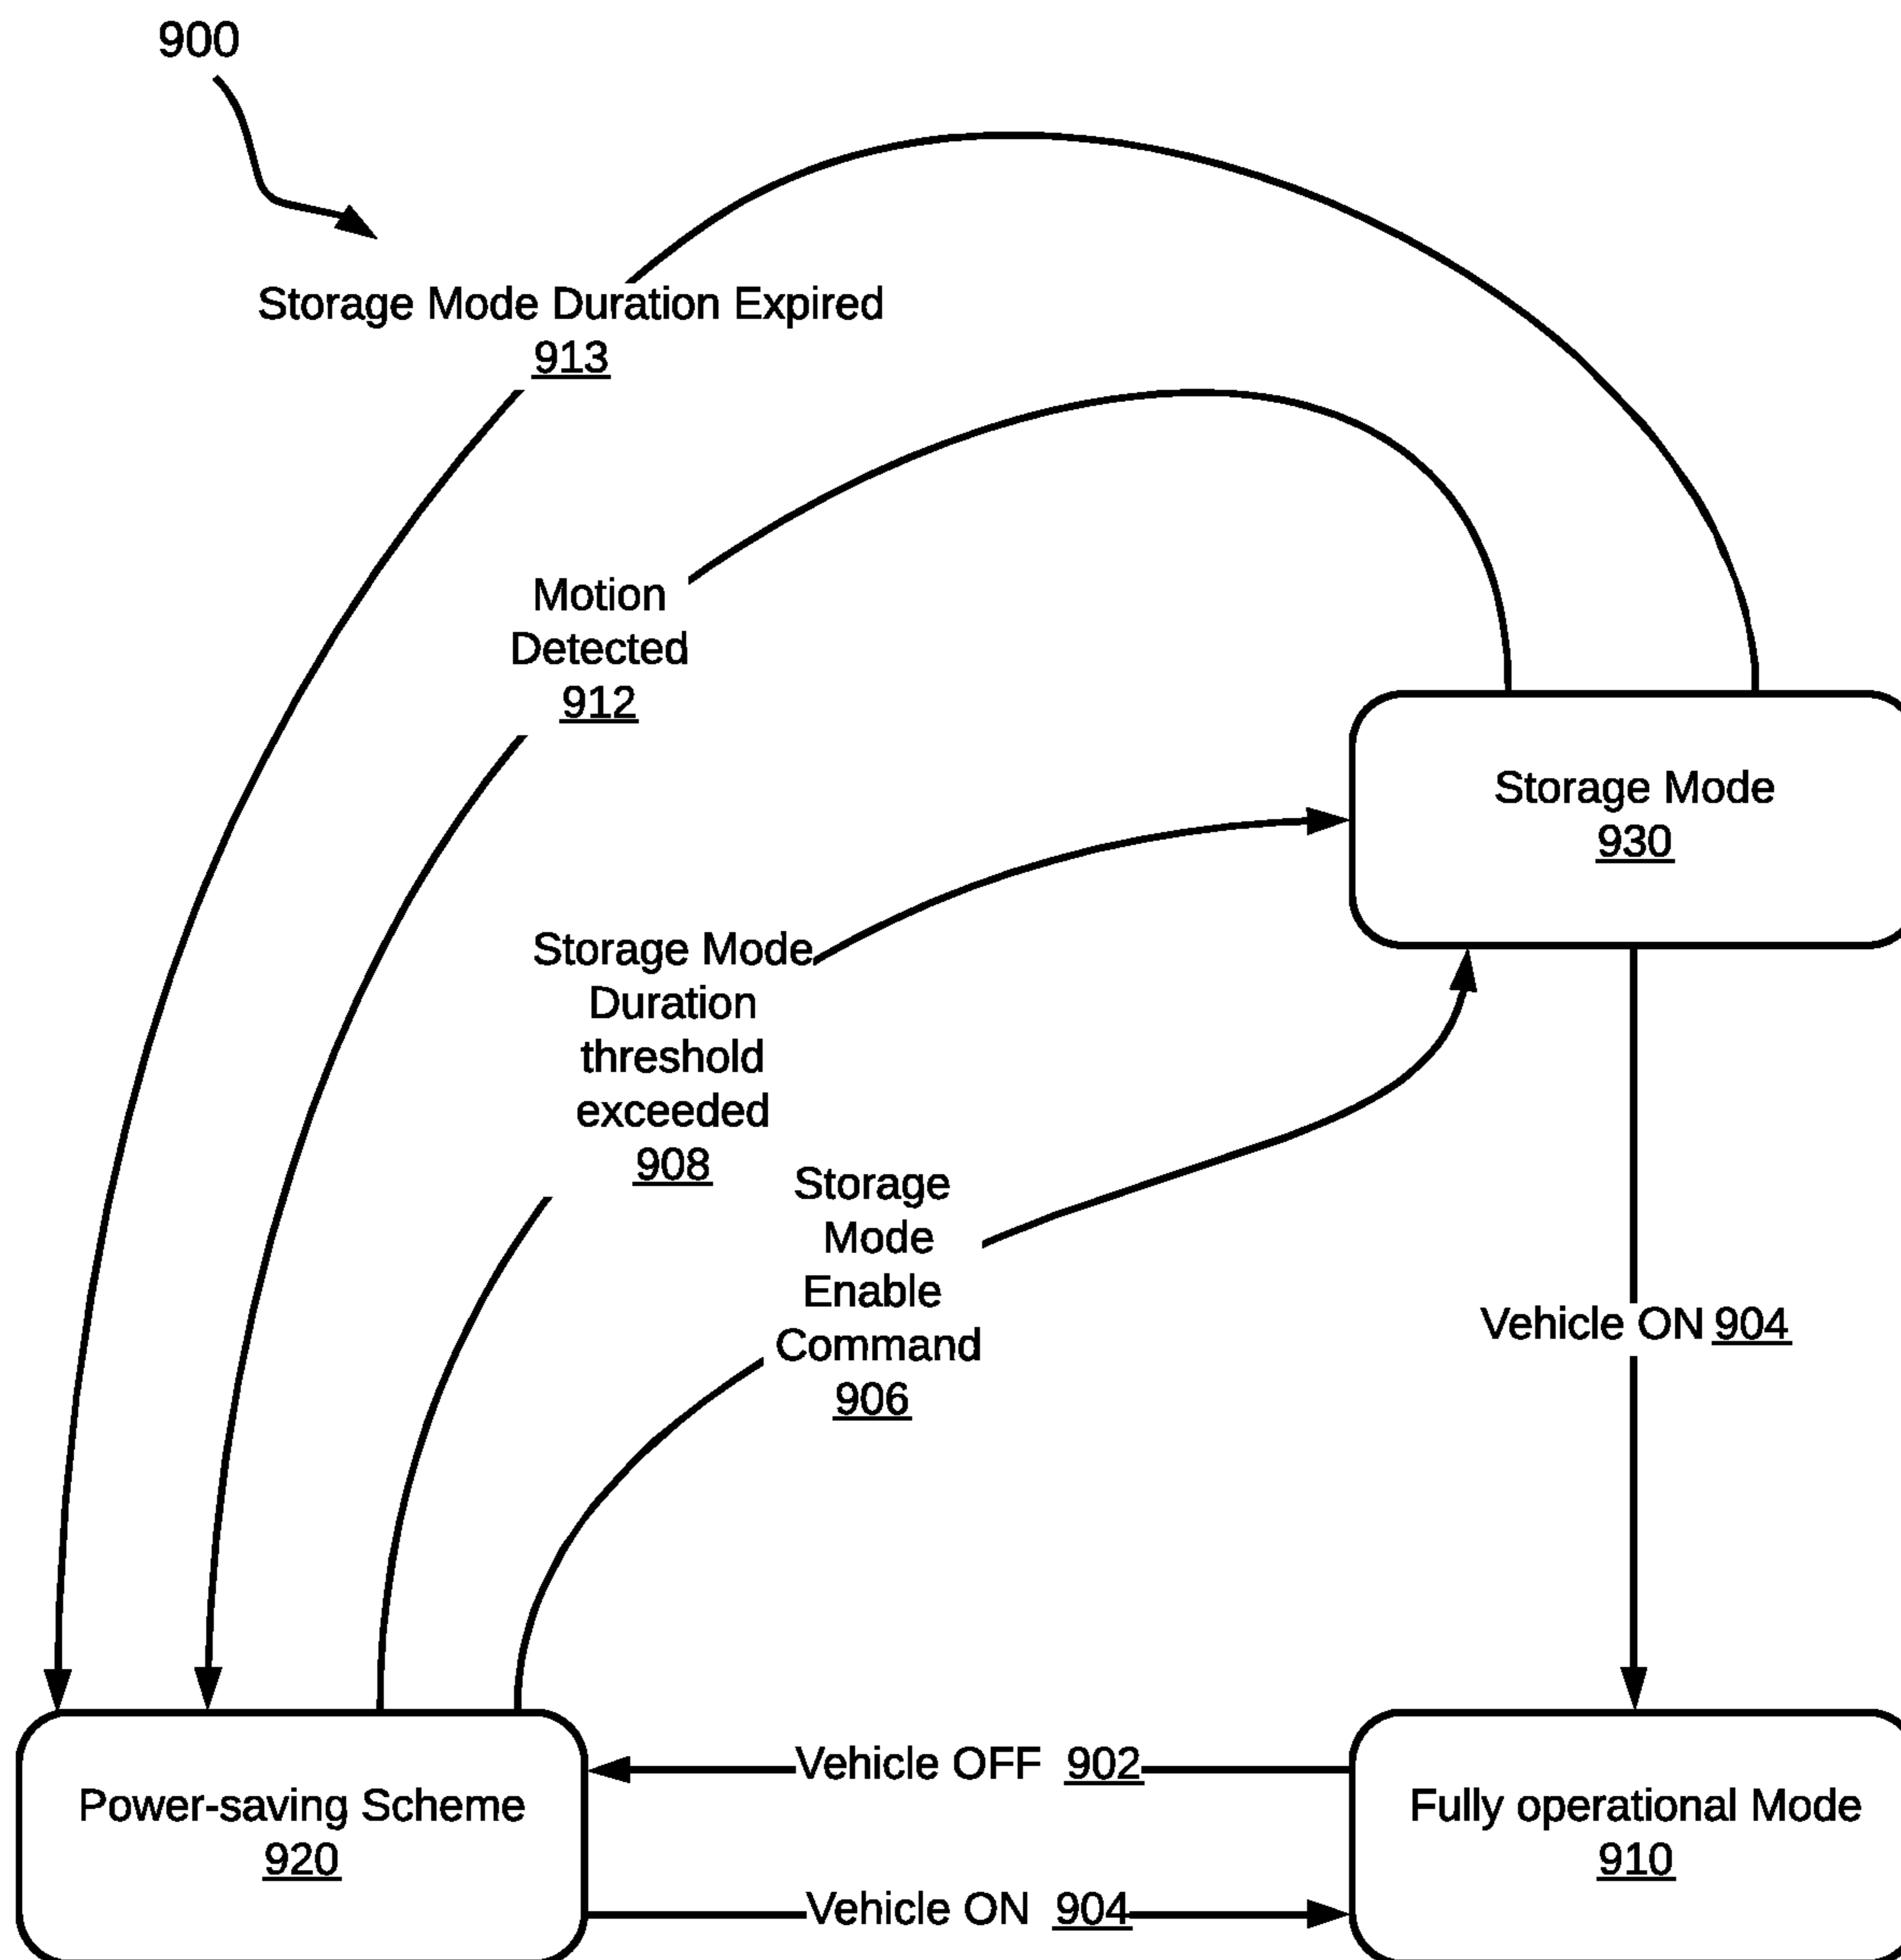 900
Storage Mode Duration Expired
913
Motion
Detected
912
Storage Mode
930
Storage Mode
Duration
threshold
exceeded
908
Storage
Mode
Enable
Command
906
Vehicle ON 904
Vehicle OFF 902
Power-saving Scheme
920
Fully operational Mode
910
Vehicle ON 904